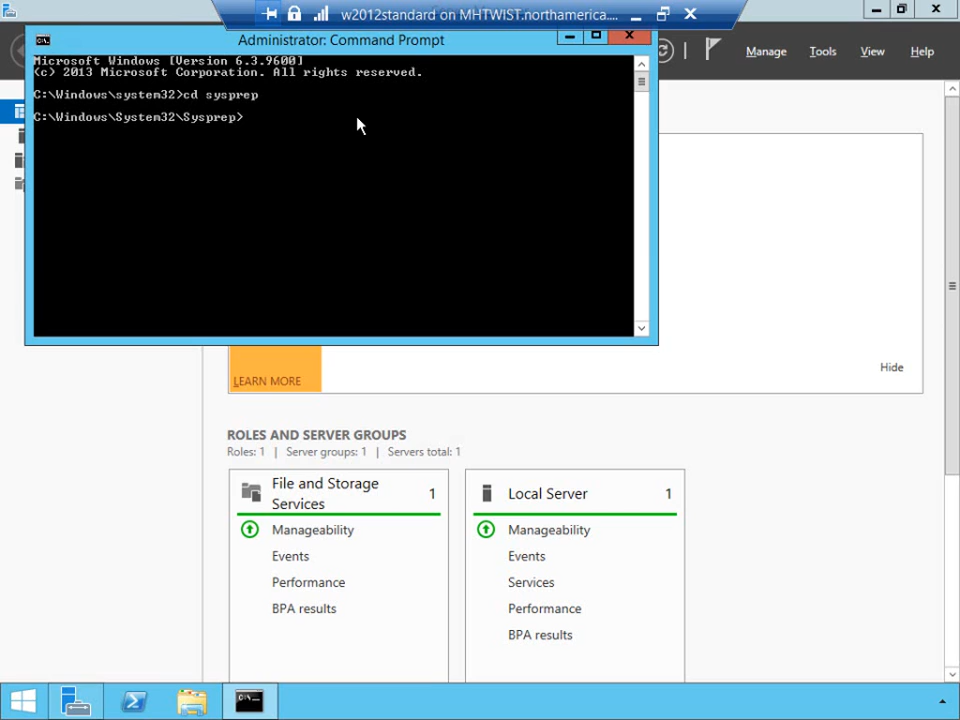 w2012standard on MHTWIST.northamerica....
Administrator: Command Prompt
Manage
Tools
View
Help
Microsoft Windows [Version 6.3.9600]
(c) 2013 Microsoft Corporation. All rights reserved.
C:\Windows\system32>cd sysprep
C:\Windows\System32\Sysprep>
LEARN MORE
Hide
ROLES AND SERVER GROUPS
Roles: 1 | Server groups: 1 | Servers total: 1
File and Storage
Services
1
Manageability
Events
Performance
BPA results
Local Server
1
Manageability
Events
Services
Performance
BPA results